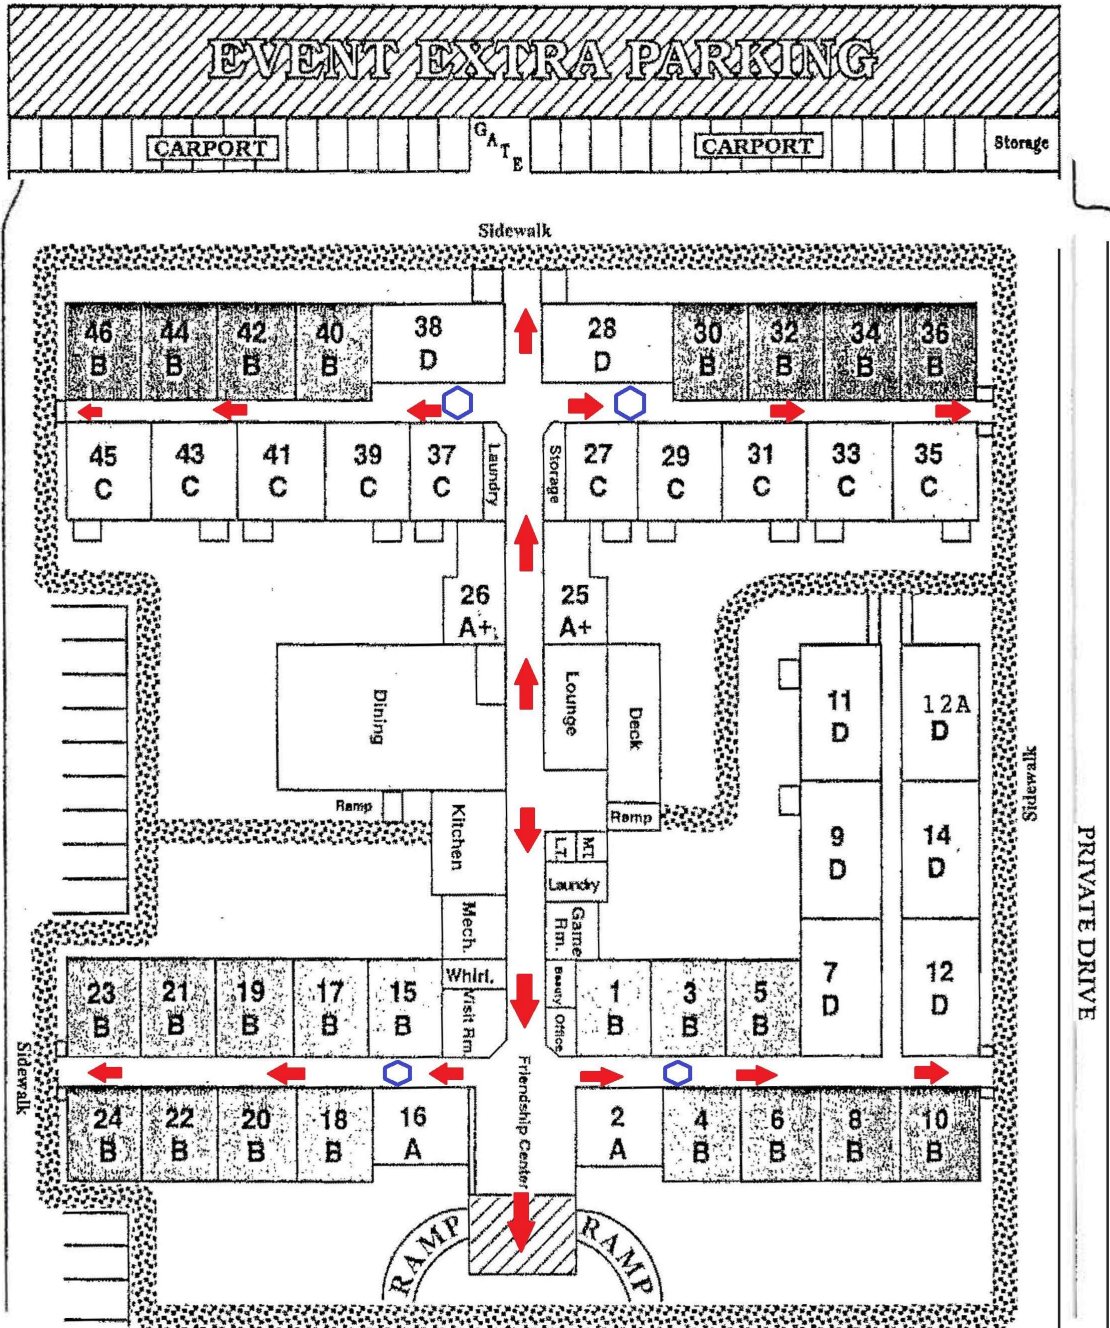 EVENT EXTRA PARKING
CARPORT
GATE
CARPORT
Storage
Sidewalk
46 44 42 40 38 28 30 32 34 36
B B B B D D B B B B
45 43 41 39 37 Laundry Storage 27 29 31 33 35
C C C C C C C C C C
26 25
A+ A+
Dining
Lounge
Deck
11 12A
D D
Sidewalk
Ramp
Kitchen
Ramp
L.T. M.T.
9 14
D D
Laundry
PRIVATE DRIVE
Mech.
Game Rm.
Whirl.
Visit Rm.
Beauty
Office
23 21 19 17 15 1 3 5 7 12
B B B B B B B B D D
Sidewalk
Friendship Center
24 22 20 18 16 2 4 6 8 10
B B B B A A B B B B
RAMP
RAMP